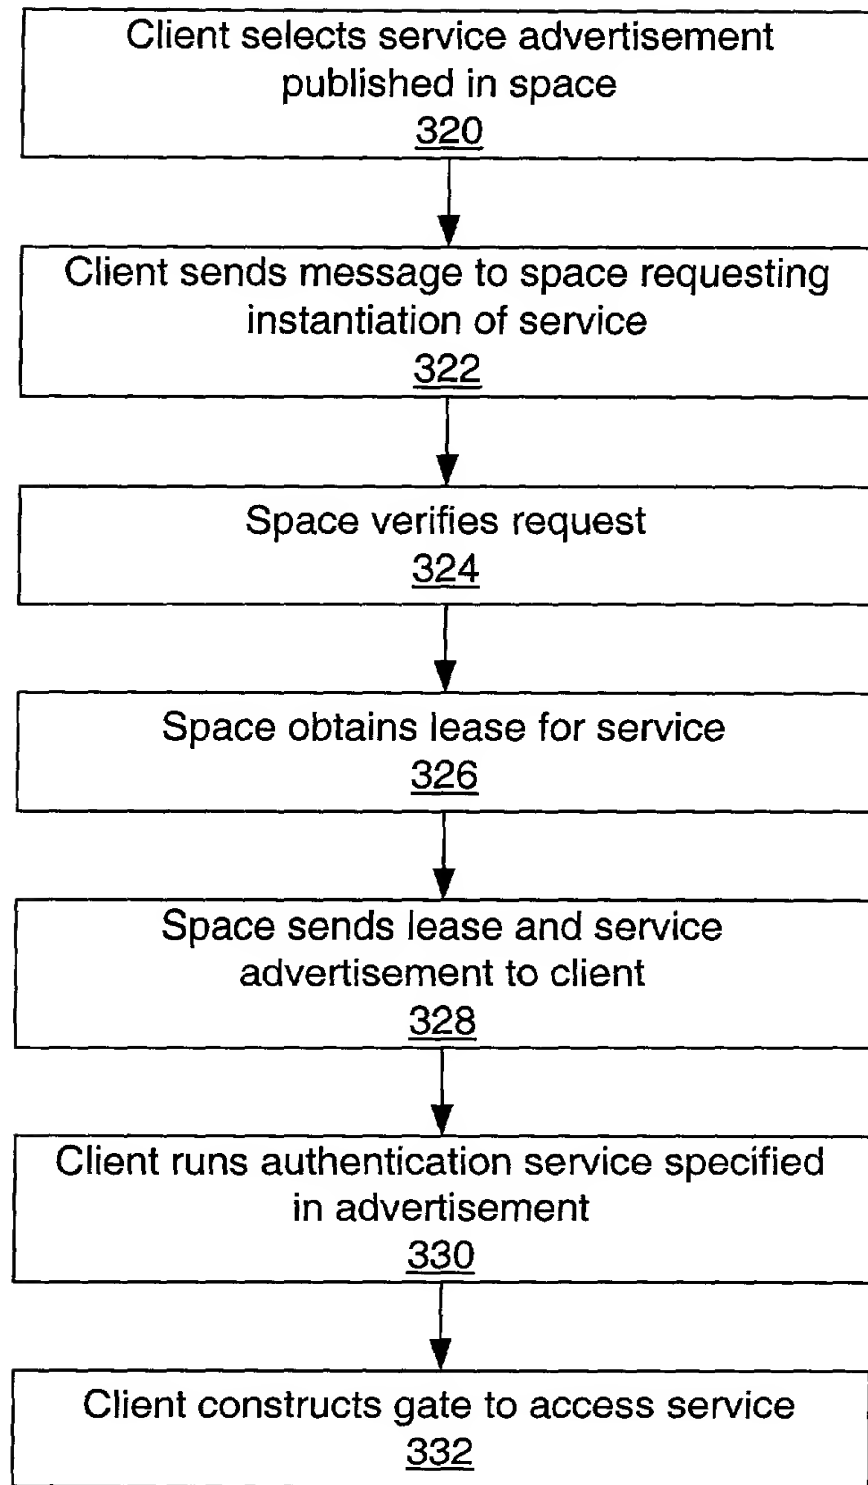 Client selects service advertisement
published in space
320
Client sends message to space requesting
instantiation of service
322
Space verifies request
324
Space obtains lease for service
326
Space sends lease and service
advertisement to client
328
Client runs authentication service specified
in advertisement
330
Client constructs gate to access service
332